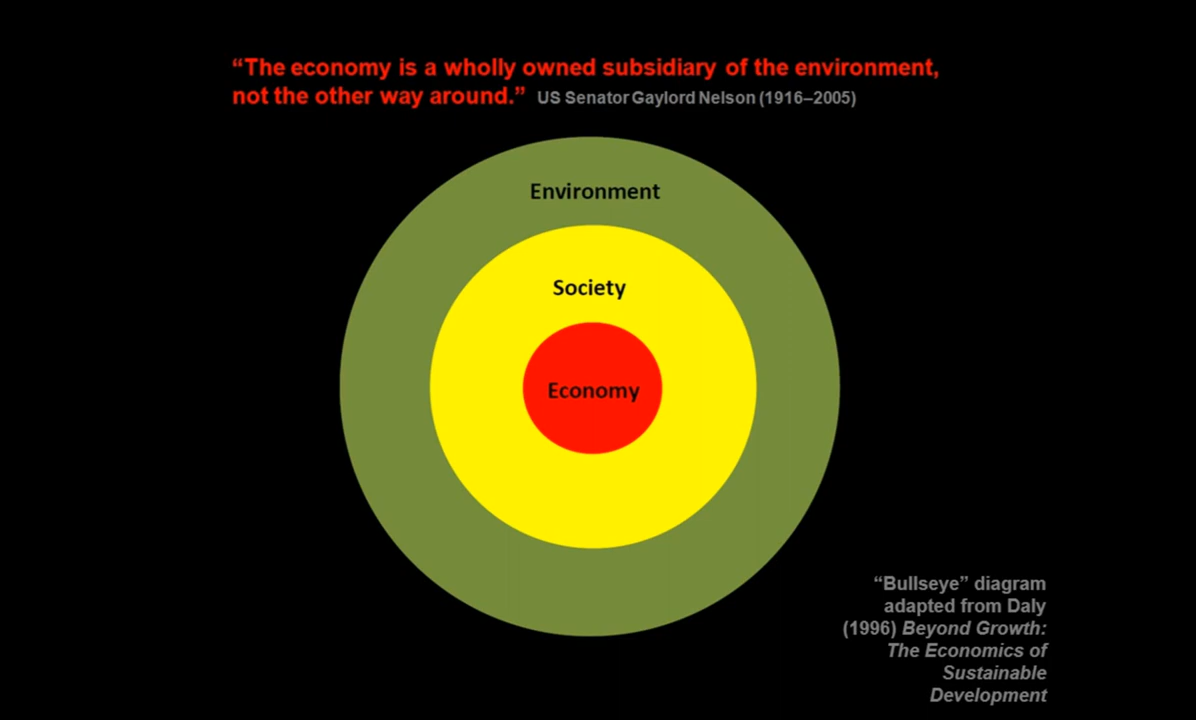 “The economy is a wholly owned subsidiary of the environment,
not the other way around.” US Senator Gaylord Nelson (1916–2005)
Environment
Society
Economy
“Bullseye” diagram
adapted from Daly
(1996) Beyond Growth:
The Economics of
Sustainable
Development